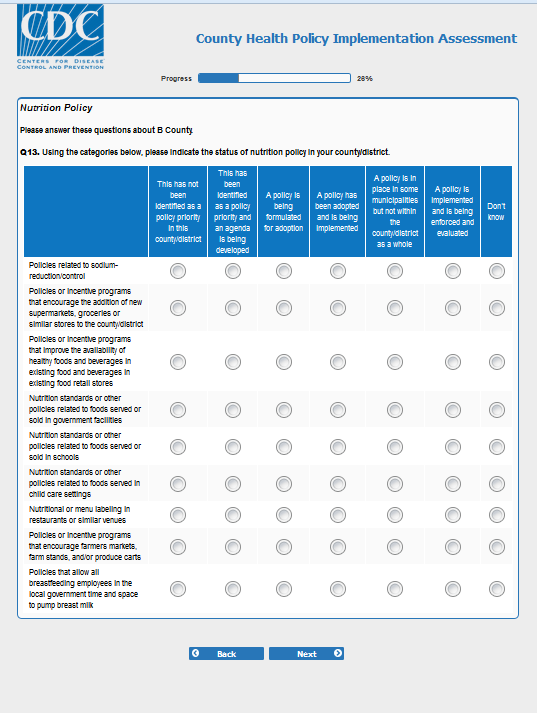 CDC
CENTERS FOR DISEASE
CONTROL AND PREVENTION
County Health Policy Implementation Assessment
Progress 26%
Nutrition Policy
Please answer these questions about B County.
Q13. Using the categories below, please indicate the status of nutrition policy in your county/district.
This has not
been
identified as a
policy priority
in this
county/district
This has
been
identified
as a policy
priority and
an agenda
is being
developed
A policy is
being
formulated
for adoption
A policy has
been adopted
and is being
implemented
A policy is in
place in some
municipalities
but not within
the
county/district
as a whole
A policy is
implemented
and is being
enforced and
evaluated
Don't
know
Policies related to sodium-
reduction/control
Policies or incentive programs
that encourage the addition of new
supermarkets, groceries or
similar stores to the county/district
Policies or incentive programs
that improve the availability of
healthy foods and beverages in
existing food and beverages in
existing food retail stores
Nutrition standards or other
policies related to foods served or
sold in government facilities
Nutrition standards or other
policies related to foods served or
sold in schools
Nutrition standards or other
policies related to foods served in
child care settings
Nutritional or menu labeling in
restaurants or similar venues
Policies or incentive programs
that encourage farmers markets,
farm stands, and/or produce carts
Policies that allow all
breastfeeding employees in the
local government time and space
to pump breast milk
Back
Next